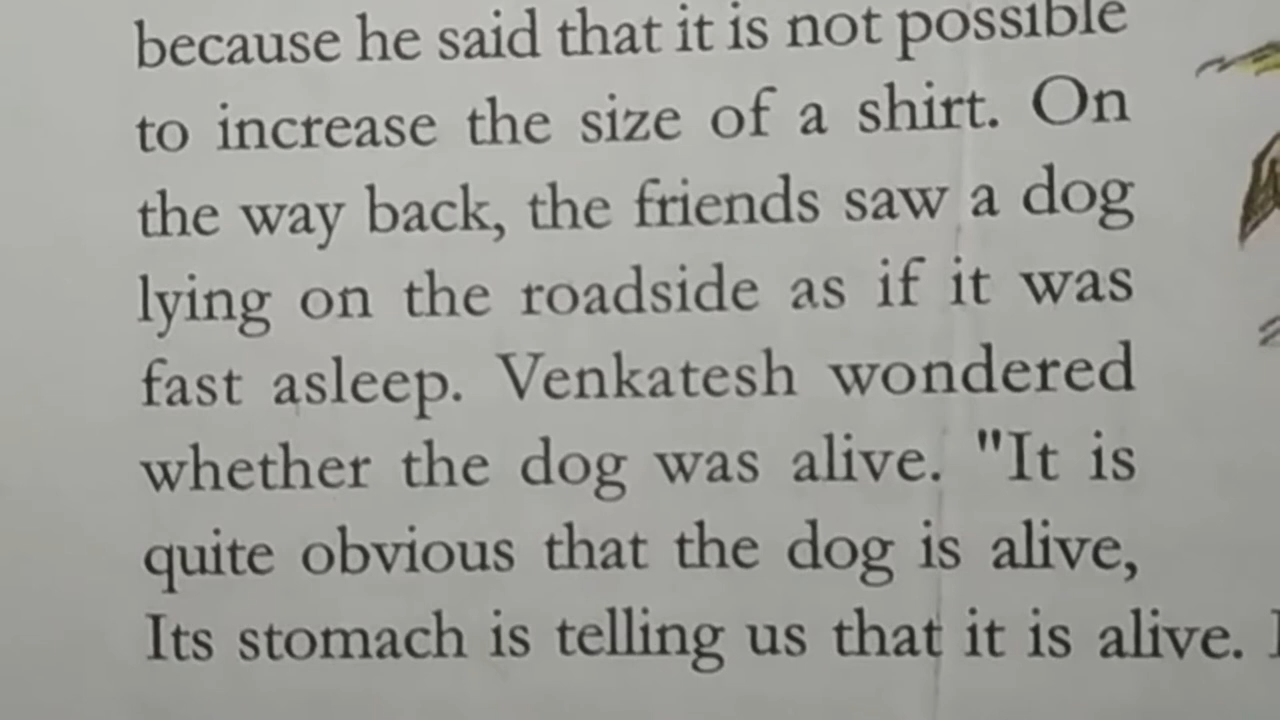 because he said that it is not possible
to increase the size of a shirt. On
the way back, the friends saw a dog
lying on the roadside as if it was
fast asleep. Venkatesh wondered
whether the dog was alive. "It is
quite obvious that the dog is alive,
Its stomach is telling us that it is alive.